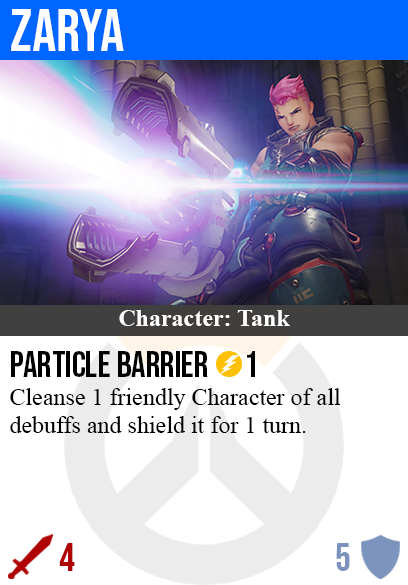 ZARYA
Character: Tank
PARTICLE BARRIER 1
Cleanse 1 friendly Character of all
debuffs and shield it for 1 turn.
4 5